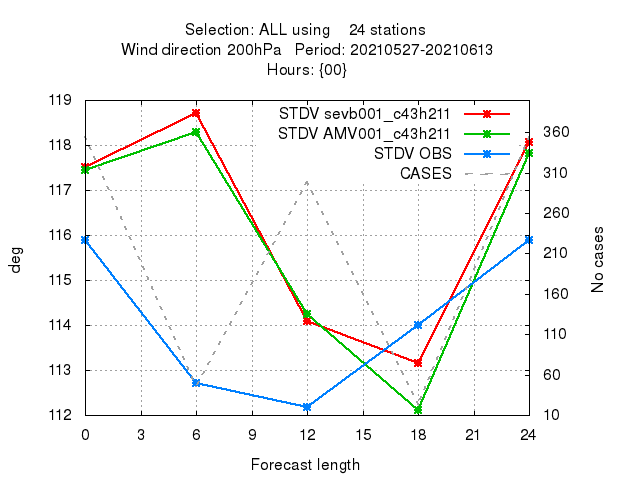 Selection: ALL using    24 stations
Wind direction 200hPa   Period: 20210527-20210613
Hours: {00}
119
118
117
116
115
114
113
112
deg
STDV sevb001_c43h211
STDV AMV001_c43h211
STDV OBS
CASES
360
310
260
210
160
110
60
10
No cases
0 3 6 9 12 15 18 21 24
Forecast length